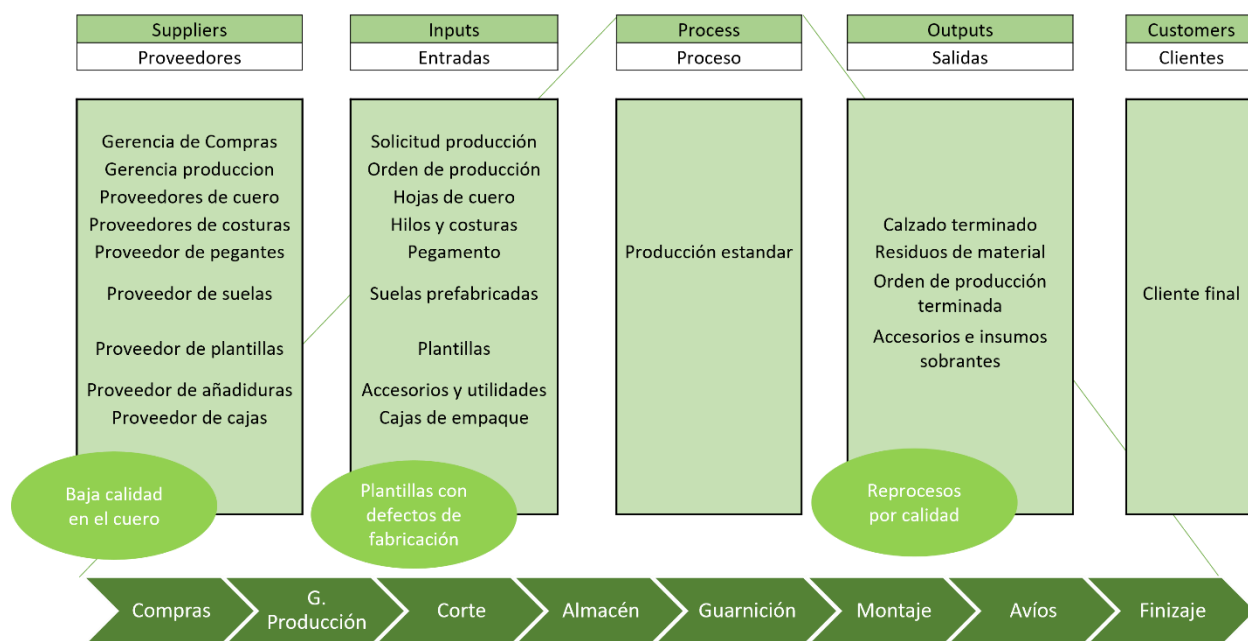 Suppliers
Proveedores
Inputs
Entradas
Process
Proceso
Outputs
Salidas
Customers
Clientes
Gerencia de Compras
Gerencia produccion
Proveedores de cuero
Proveedores de costuras
Proveedor de pegantes
Proveedor de suelas
Proveedor de plantillas
Proveedor de añadiduras
Proveedor de cajas
Solicitud producción
Orden de producción
Hojas de cuero
Hilos y costuras
Pegamento
Suelas prefabricadas
Plantillas
Accesorios y utilidades
Cajas de empaque
Producción estandar
Calzado terminado
Residuos de material
Orden de producción
terminada
Accesorios e insumos
sobrantes
Cliente final
Baja calidad
en el cuero
Plantillas con
defectos de
fabricación
Reprocesos
por calidad
Compras
G.
Producción
Corte
Almacén
Guarnición
Montaje
Avíos
Finizaje